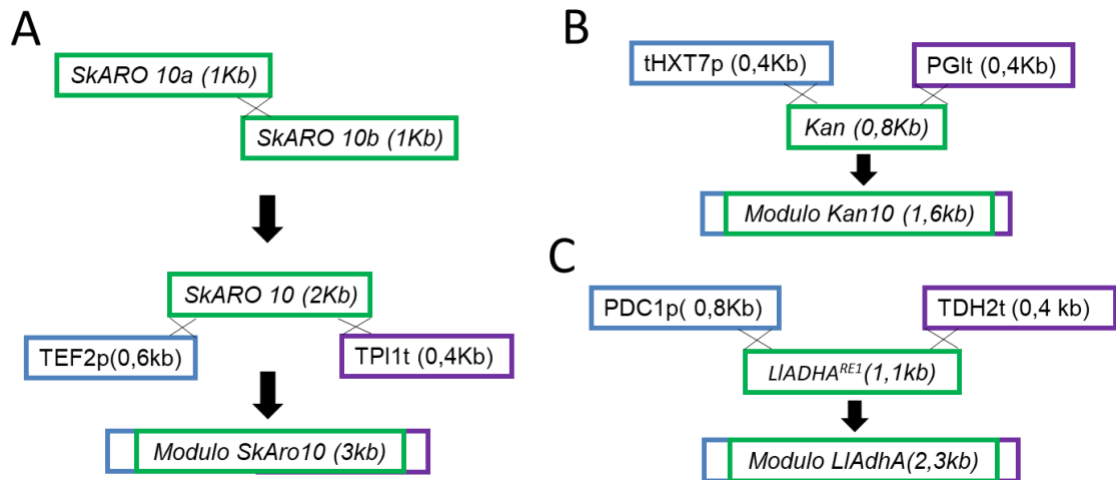 A
SkARO 10a (1Kb)
SkARO 10b (1Kb)
SkARO 10 (2Kb)
TEF2p(0,6kb)
TPI1t (0,4Kb)
Modulo SkAro10 (3kb)
B
tHXT7p (0,4Kb)
PGIt (0,4Kb)
Kan (0,8Kb)
Modulo Kan10 (1,6kb)
C
PDC1p( 0,8Kb)
TDH2t (0,4 kb)
LlADHA^RE1 (1,1kb)
Modulo LlAdhA(2,3kb)